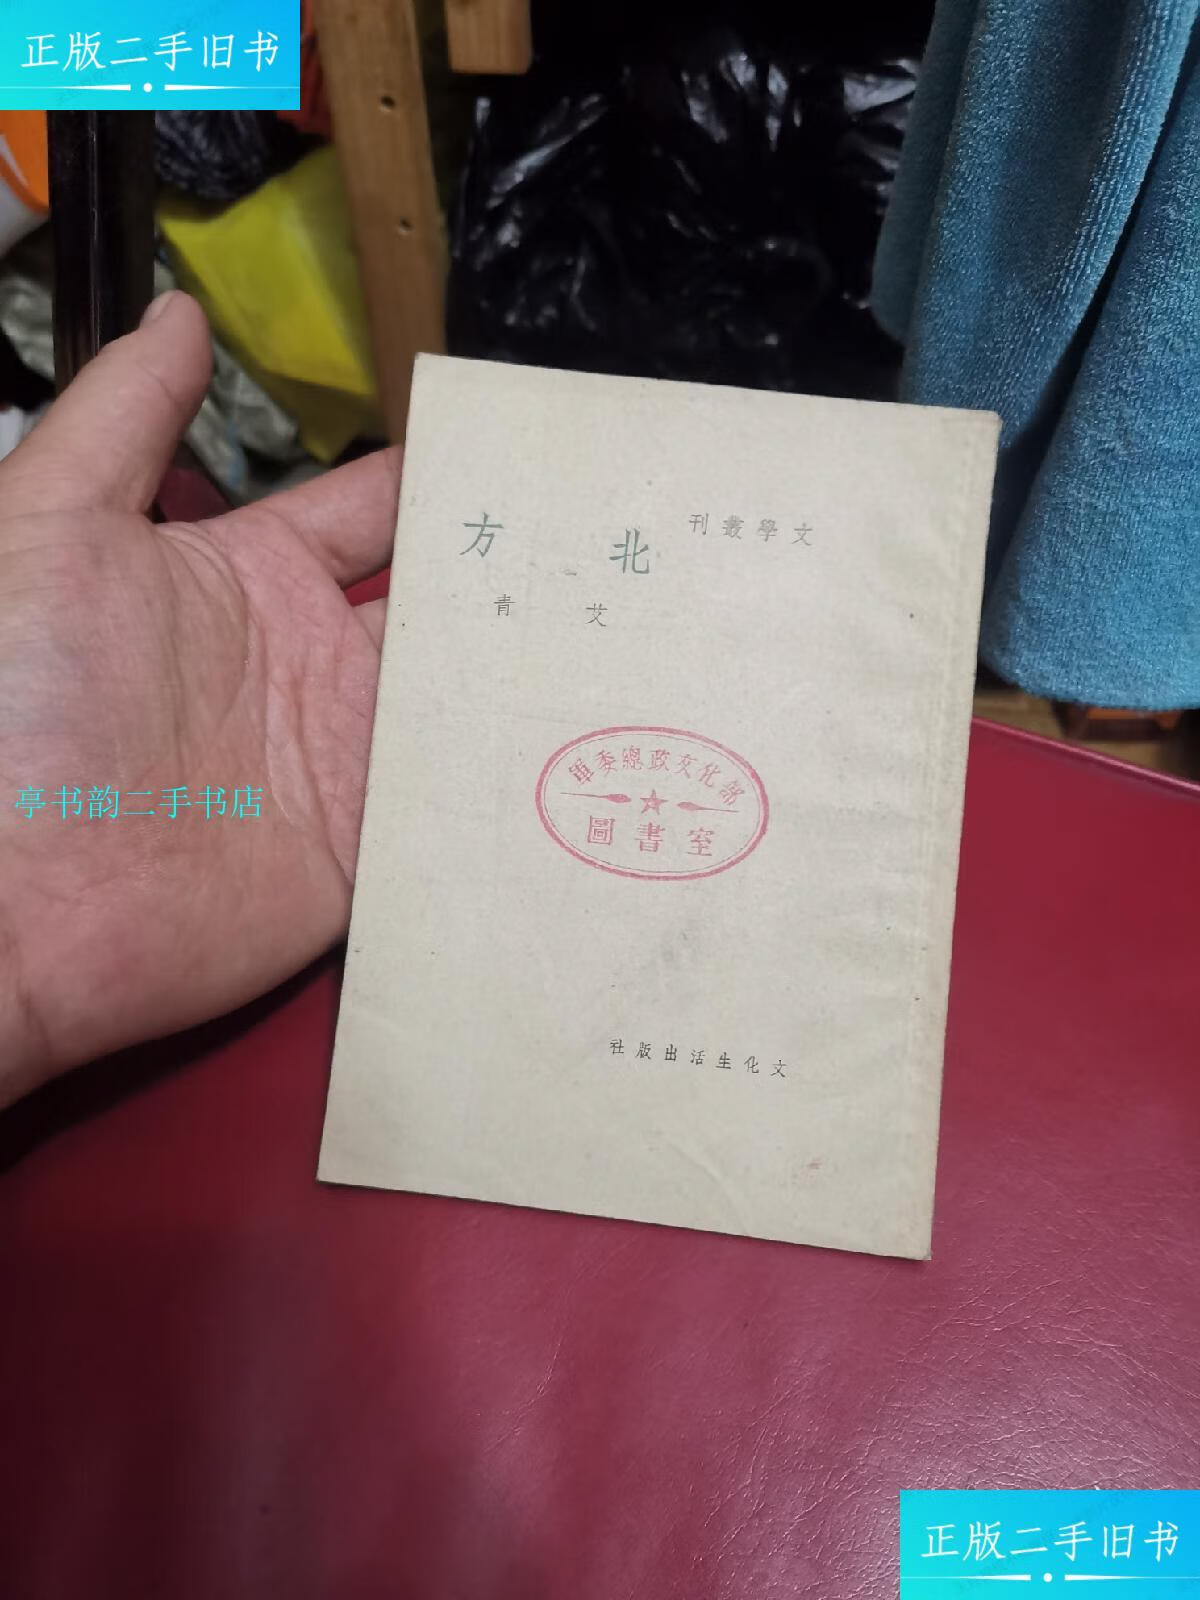 正版二手旧书
文學叢刊
北方
艾青
軍委總政文化部
圖書室
文化生活出版社
亭书韵二手书店
正版二手旧书